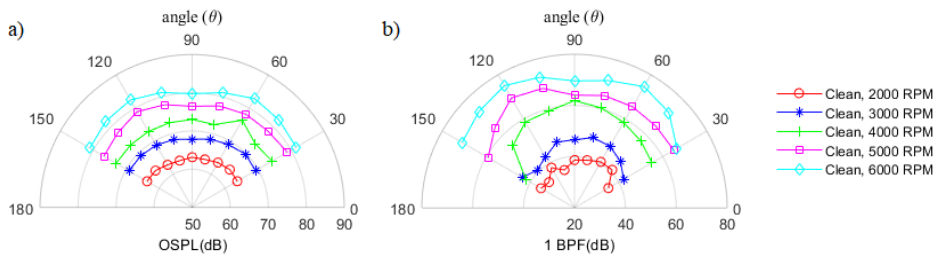 a)
angle (θ)
90
120
60
150
30
180
0
50 60 70 80 90
OSPL(dB)
b)
angle (θ)
90
120
60
150
30
180
0
20 40 60 80
1 BPF(dB)
Clean, 2000 RPM
Clean, 3000 RPM
Clean, 4000 RPM
Clean, 5000 RPM
Clean, 6000 RPM